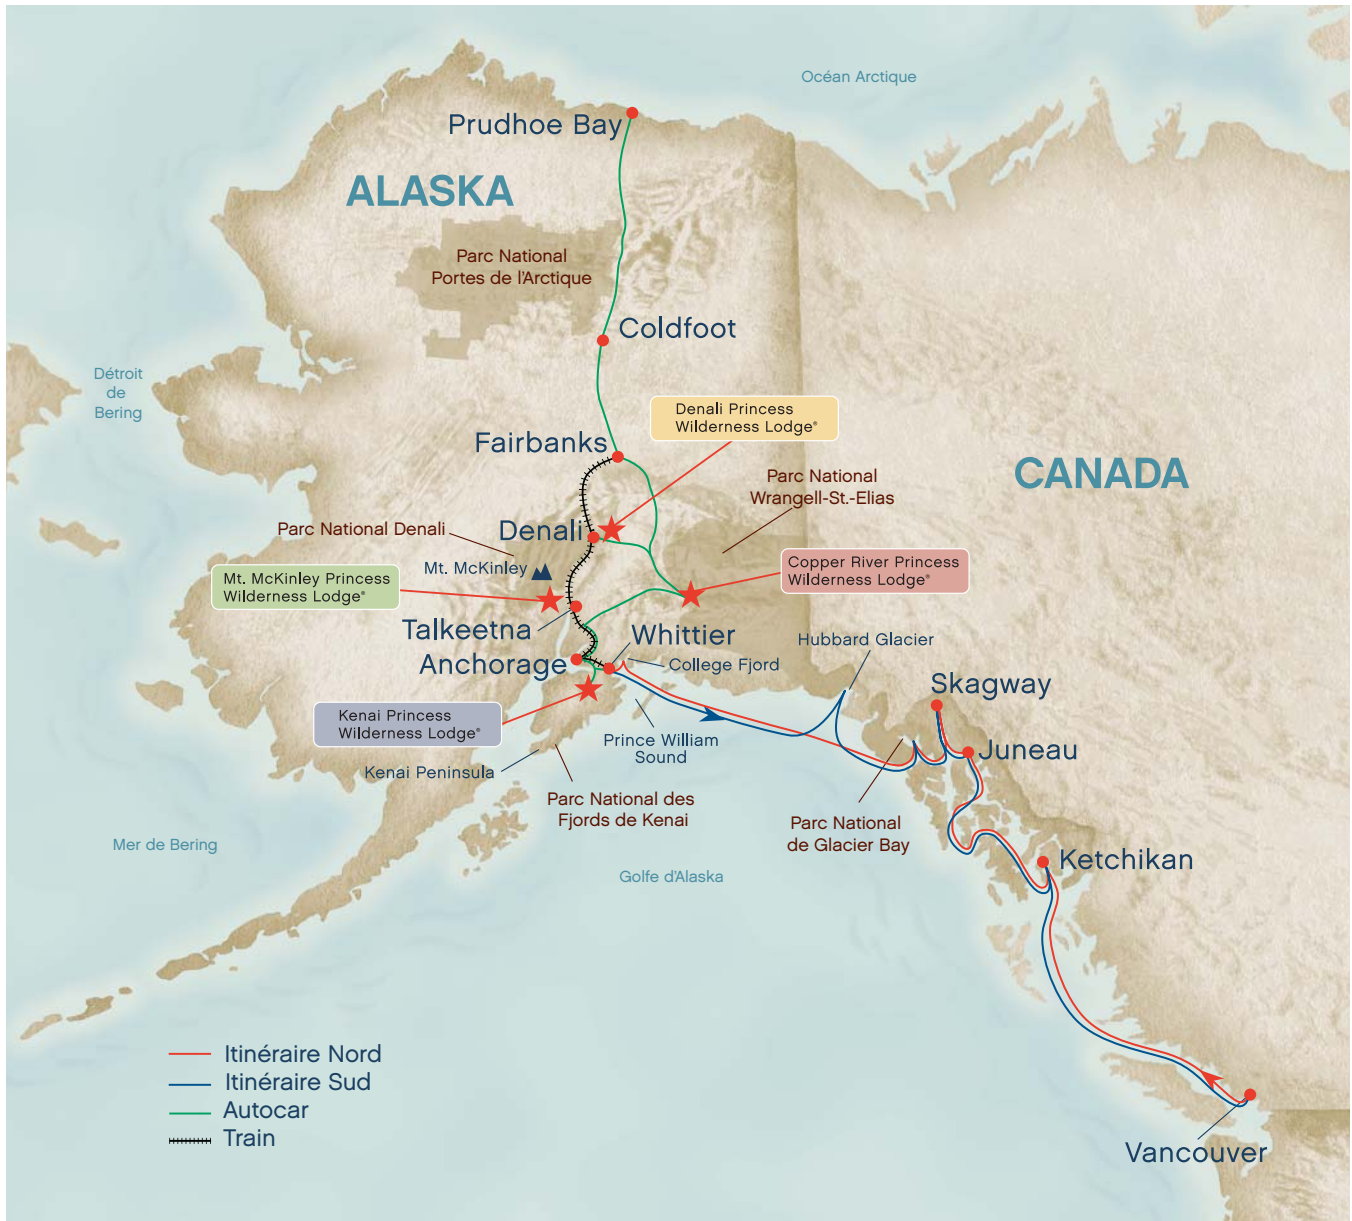 Océan Arctique
Prudhoe Bay
ALASKA
Parc National
Portes de l'Arctique
Coldfoot
Détroit
de
Bering
Denali Princess
Wilderness Lodge®
Fairbanks
CANADA
Parc National
Wrangell-St.-Elias
Parc National Denali
Denali
Mt. McKinley
Copper River Princess
Wilderness Lodge®
Mt. McKinley Princess
Wilderness Lodge®
Talkeetna
Whittier
Hubbard Glacier
Anchorage
College Fjord
Skagway
Kenai Princess
Wilderness Lodge®
Prince William
Sound
Juneau
Kenai Peninsula
Parc National des
Fjords de Kenai
Parc National
de Glacier Bay
Mer de Bering
Ketchikan
Golfe d'Alaska
Itinéraire Nord
Itinéraire Sud
Autocar
Train
Vancouver